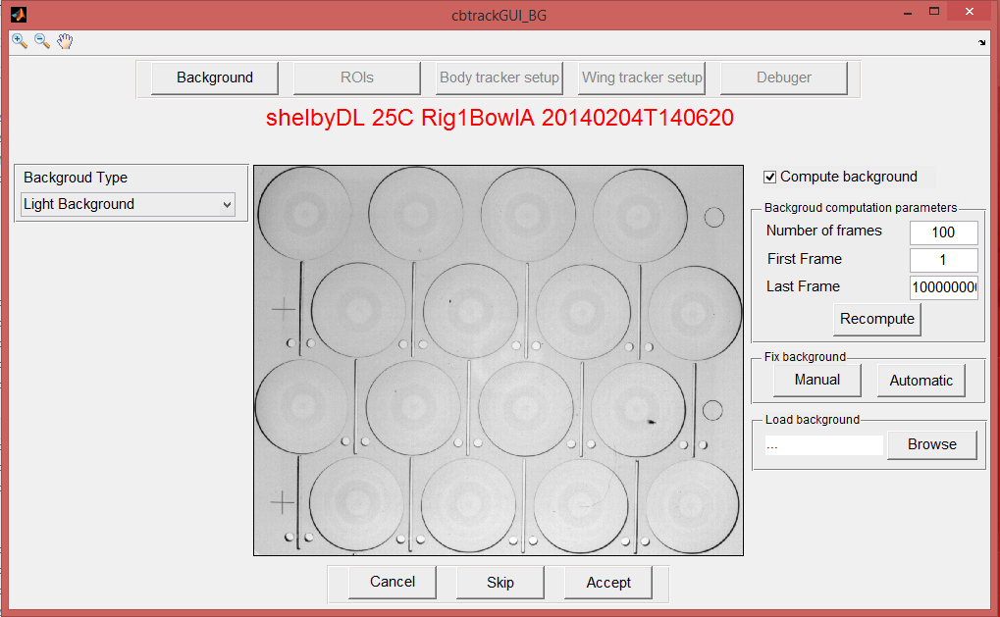 cbtrackGUI_BG
Background
ROIs
Body tracker setup
Wing tracker setup
Debuger
shelbyDL 25C Rig1BowlA 20140204T140620
Backgroud Type
Light Background
Compute background
Backgroud computation parameters
Number of frames
100
First Frame
1
Last Frame
100000000
Recompute
Fix background
Manual
Automatic
Load background
...
Browse
Cancel
Skip
Accept